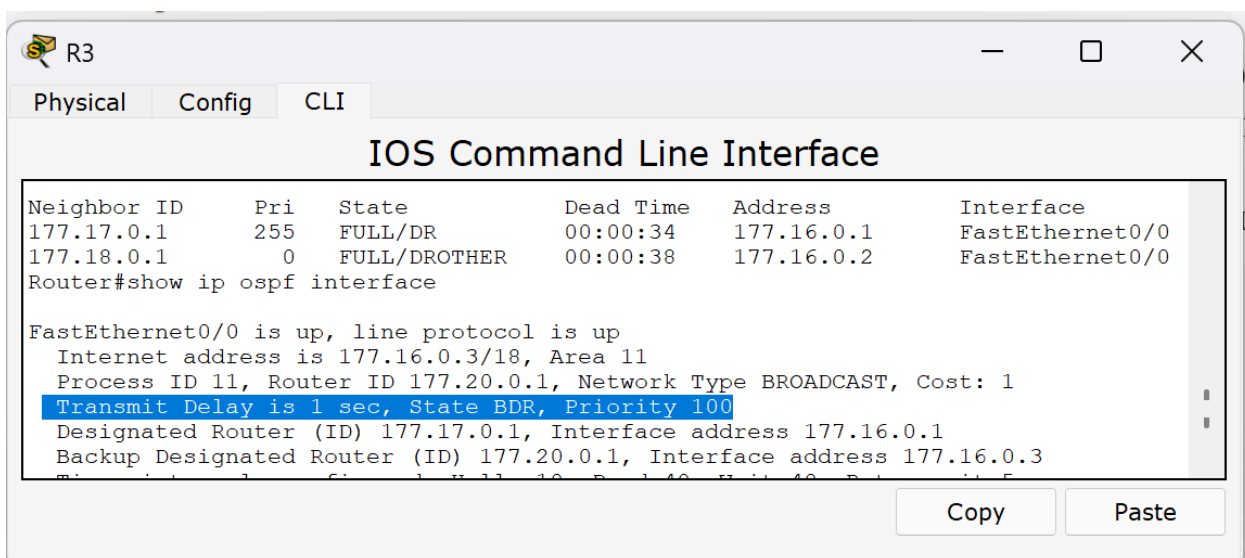 R3
Physical Config CLI
IOS Command Line Interface
Neighbor ID Pri State Dead Time Address Interface
177.17.0.1 255 FULL/DR 00:00:34 177.16.0.1 FastEthernet0/0
177.18.0.1 0 FULL/DROTHER 00:00:38 177.16.0.2 FastEthernet0/0
Router#show ip ospf interface
FastEthernet0/0 is up, line protocol is up
Internet address is 177.16.0.3/18, Area 11
Process ID 11, Router ID 177.20.0.1, Network Type BROADCAST, Cost: 1
Transmit Delay is 1 sec, State BDR, Priority 100
Designated Router (ID) 177.17.0.1, Interface address 177.16.0.1
Backup Designated Router (ID) 177.20.0.1, Interface address 177.16.0.3
Copy Paste